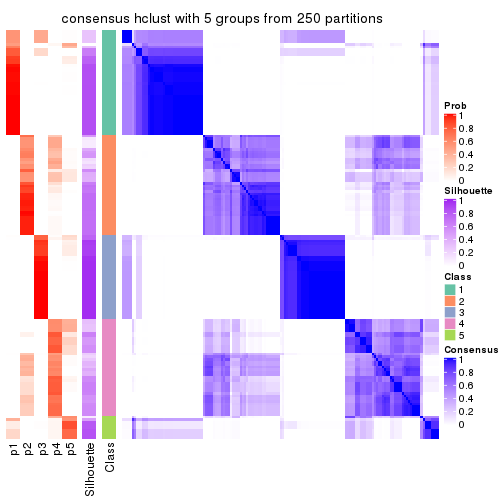 consensus hclust with 5 groups from 250 partitions
Prob
1
0.8
0.6
0.4
0.2
0
Silhouette
1
0.8
0.6
0.4
0.2
0
Class
1
2
3
4
5
Consensus
1
0.8
0.6
0.4
0.2
0
p1
p2
p3
p4
p5
Silhouette
Class